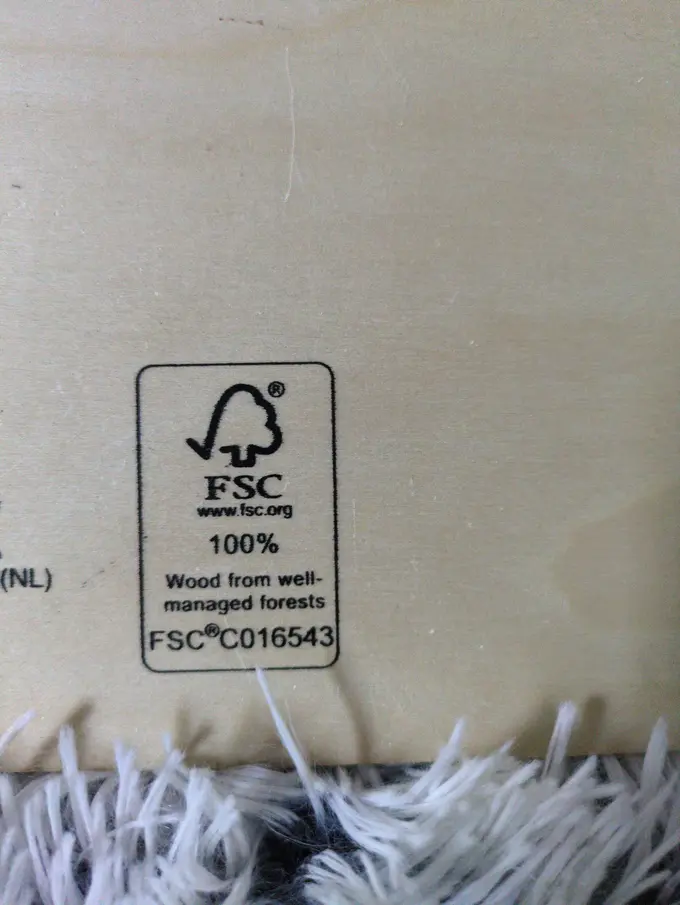 ®
FSC
www.fsc.org
100%
Wood from well-
managed forests
FSC®C016543
(NL)